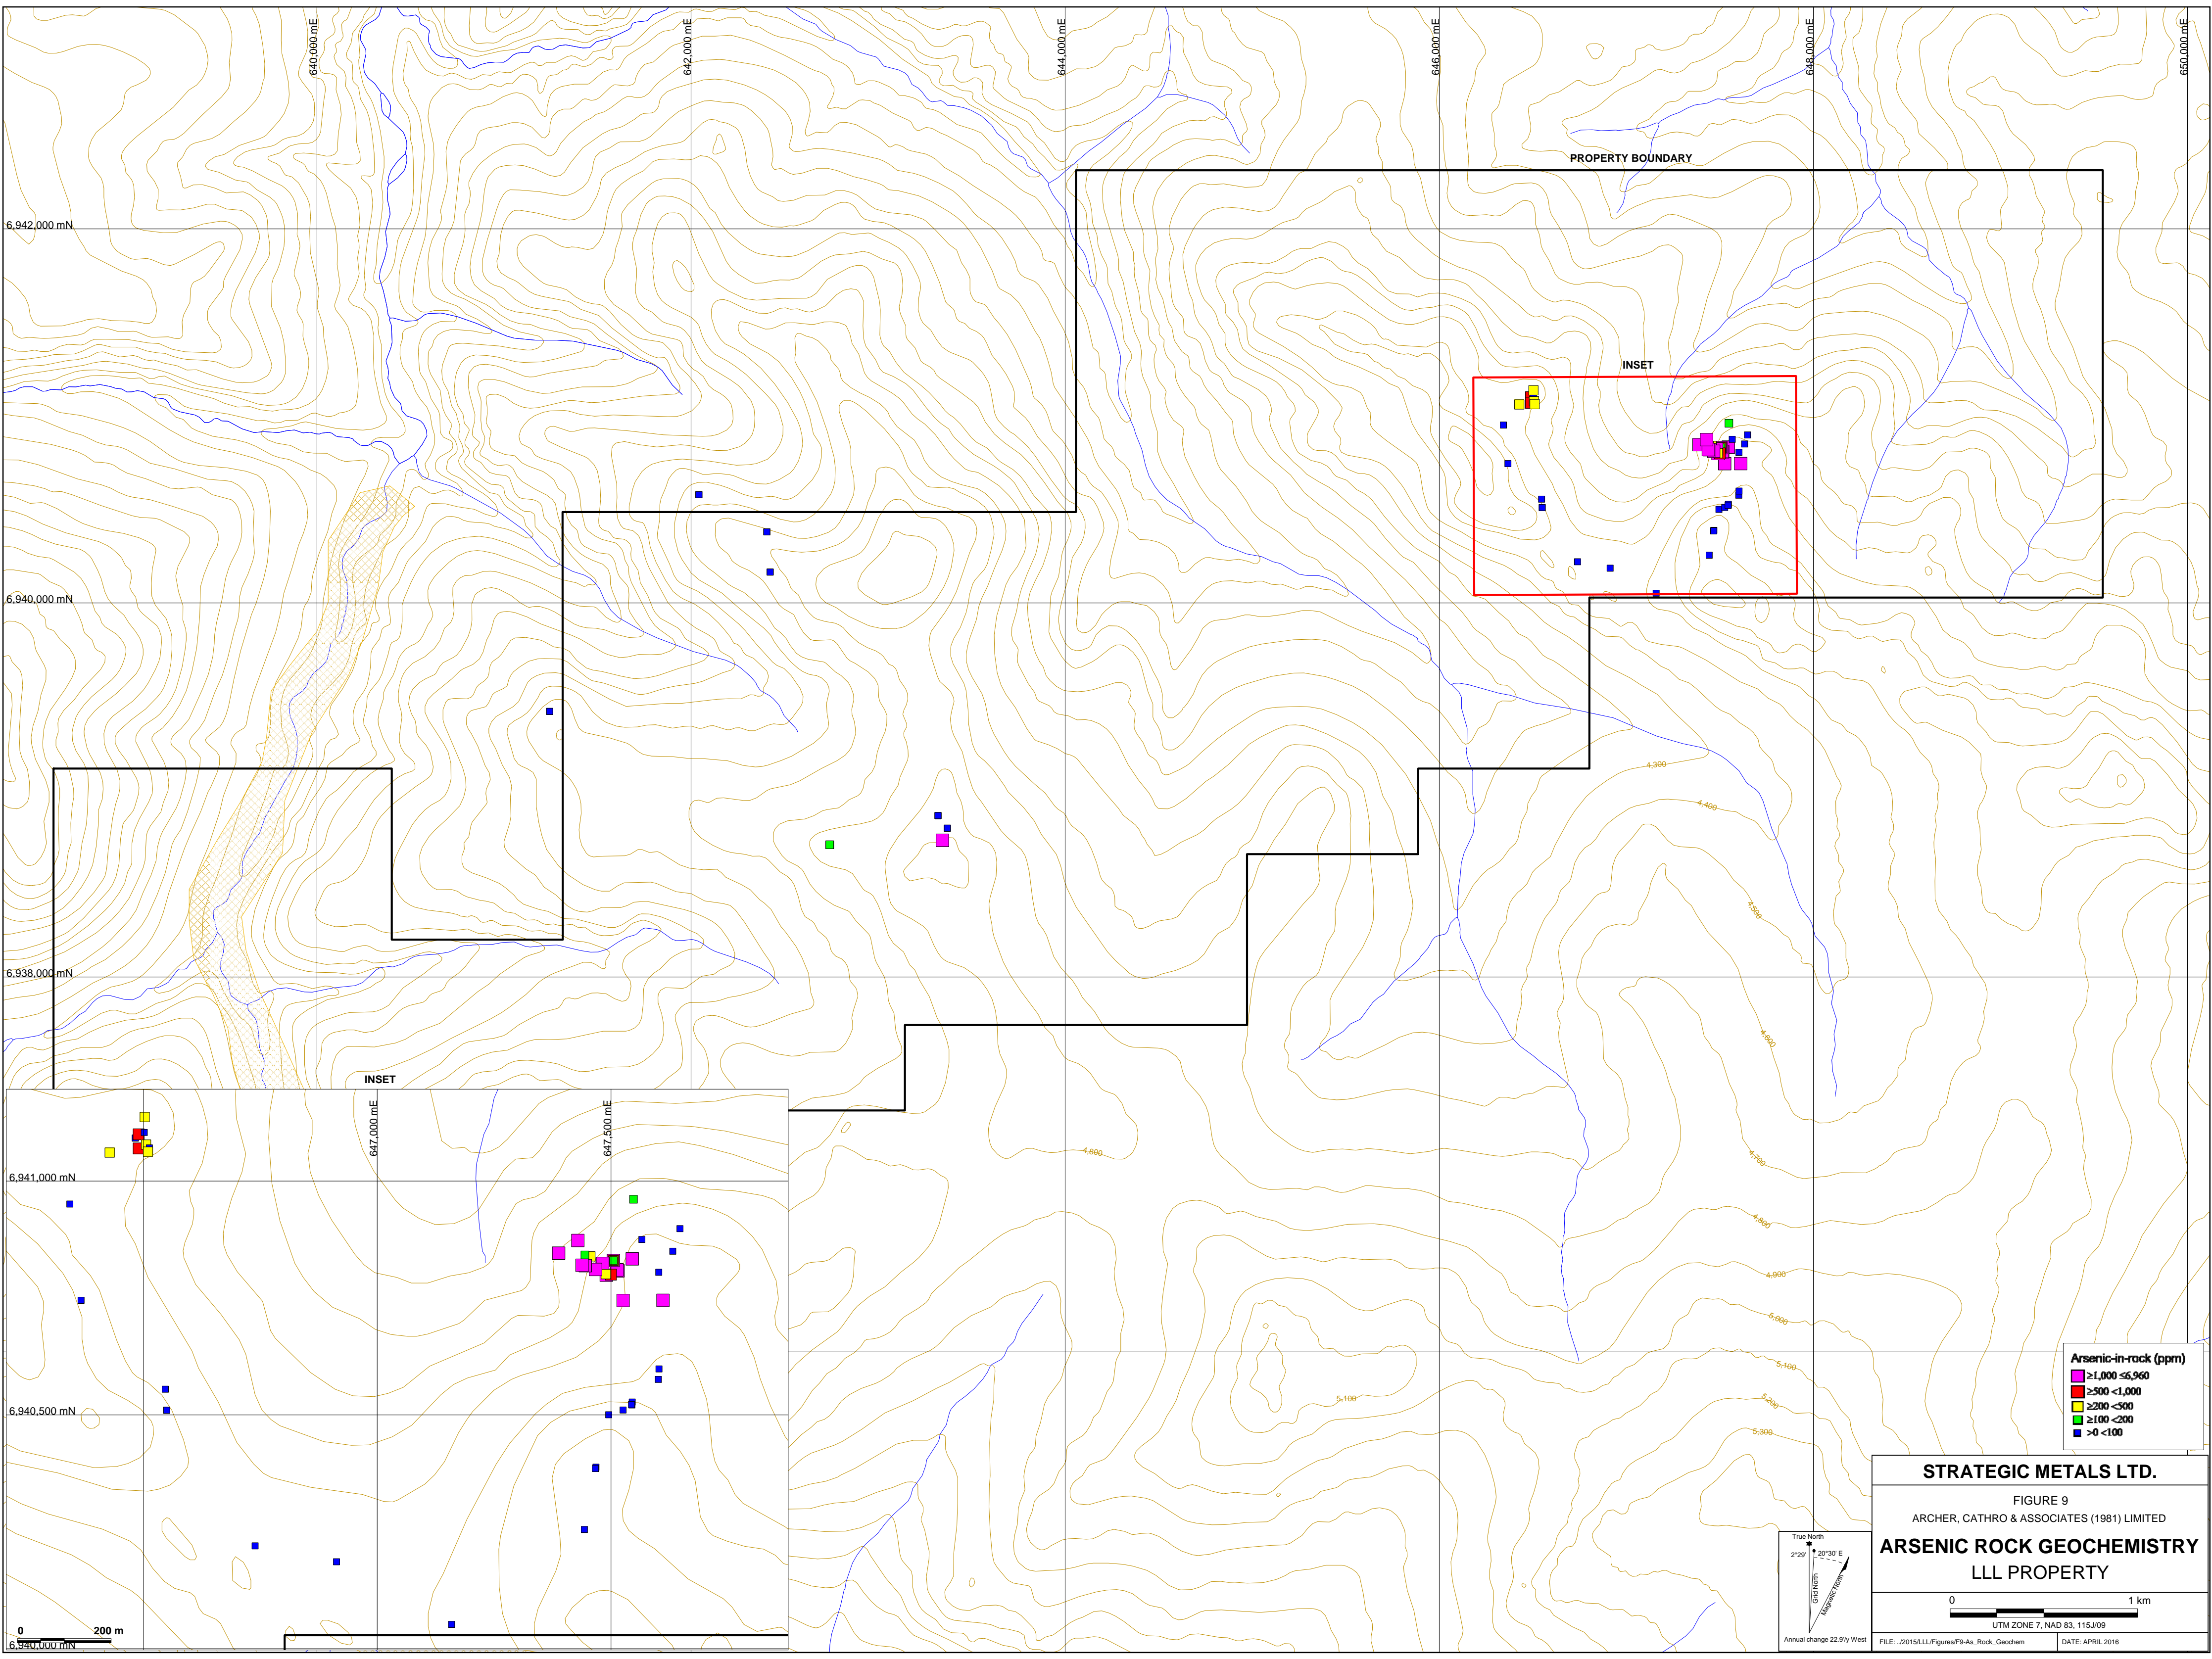 640,000 mE
642,000 mE
644,000 mE
646,000 mE
648,000 mE
650,000 mE
PROPERTY BOUNDARY
6,942,000 mN
INSET
6,940,000 mN
4,300
4,400
4,500
6,938,000 mN
4,600
INSET
4,800
4,700
647,000 mE
647,500 mE
6,941,000 mN
4,800
4,900
5,000
5,100
5,100
5,200
5,300
6,940,500 mN
0 200 m
6,940,000 mN
Arsenic-in-rock (ppm)
≥1,000 ≤6,960
≥500 <1,000
≥200 <500
≥100 <200
>0 <100
STRATEGIC METALS LTD.
FIGURE 9
ARCHER, CATHRO & ASSOCIATES (1981) LIMITED
ARSENIC ROCK GEOCHEMISTRY
LLL PROPERTY
0 1 km
UTM ZONE 7, NAD 83, 115J/09
FILE: ../2015/LLL/Figures/F9-As_Rock_Geochem
DATE: APRIL 2016
True North
2°29'
20°30' E
Grid North
Magnetic North
Annual change 22.9'/y West